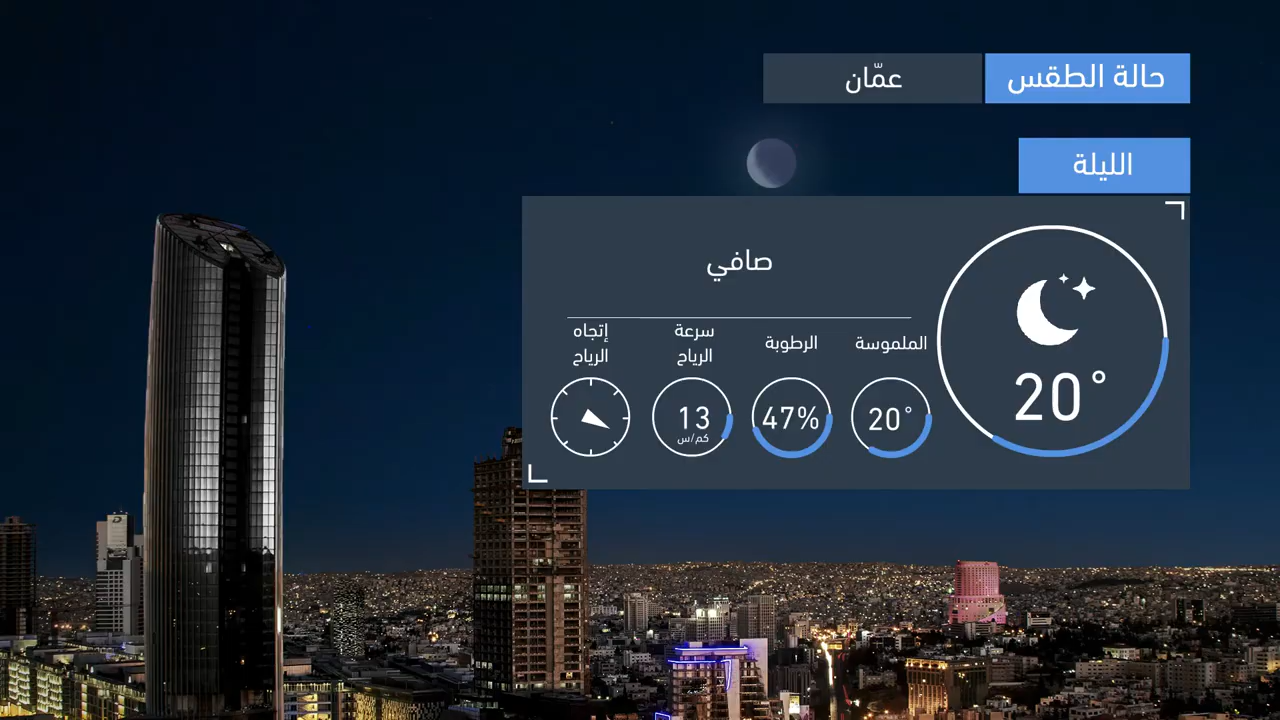 حالة الطقس
عمّان
الليلة
صافي
20°
الملموسة
20°
الرطوبة
47%
سرعة
الرياح
13
كم/س
إتجاه
الرياح